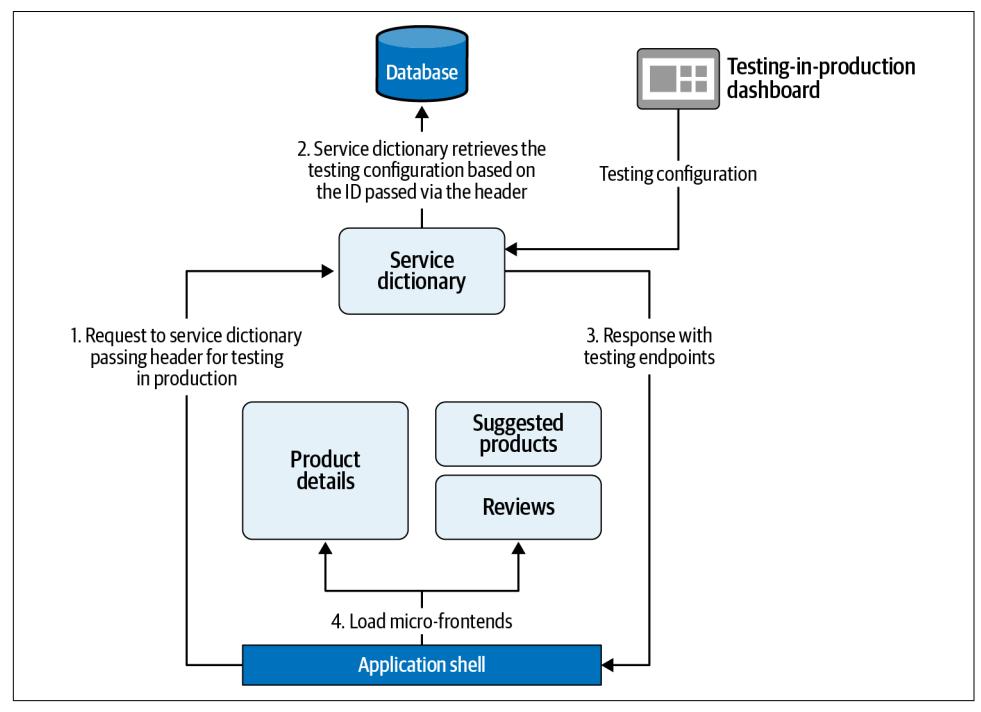 Database
Testing-in-production
dashboard
2. Service dictionary retrieves the
testing configuration based on
the ID passed via the header
Testing configuration
Service
dictionary
1. Request to service dictionary
passing header for testing
in production
3. Response with
testing endpoints
Product
details
Suggested
products
Reviews
4. Load micro-frontends
Application shell